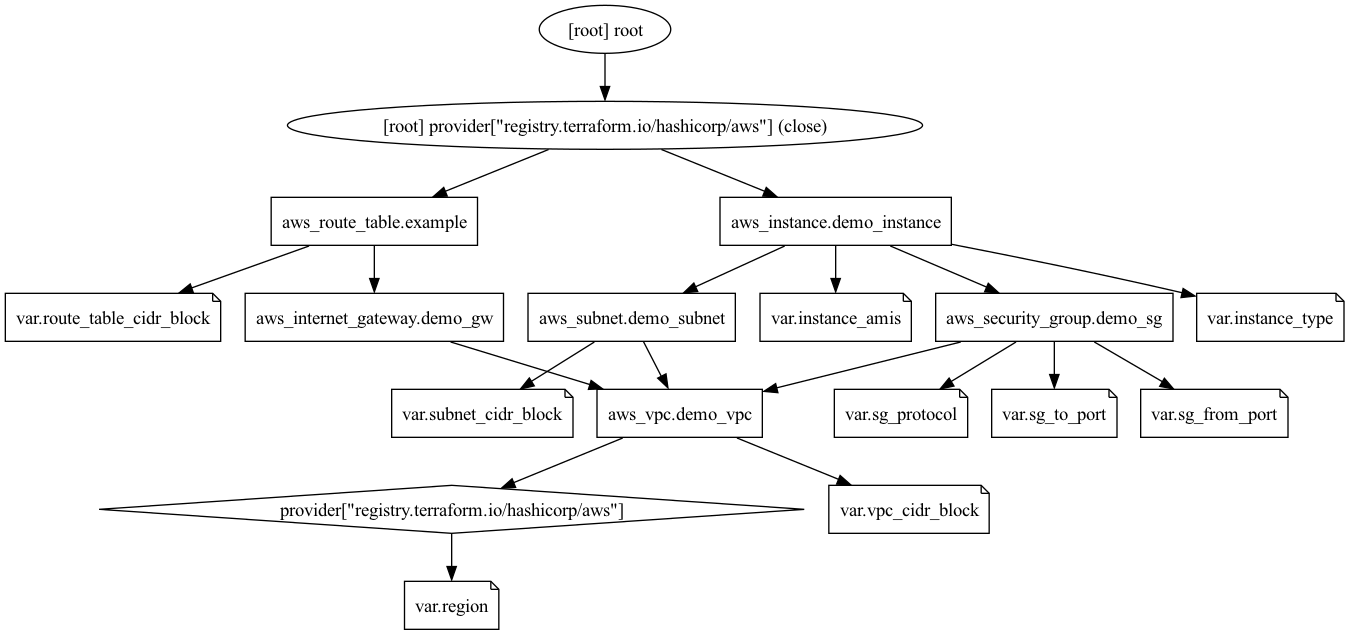 [root] root
[root] provider["registry.terraform.io/hashicorp/aws"] (close)
aws_route_table.example
aws_instance.demo_instance
var.route_table_cidr_block
aws_internet_gateway.demo_gw
aws_subnet.demo_subnet
var.instance_amis
aws_security_group.demo_sg
var.instance_type
var.subnet_cidr_block
aws_vpc.demo_vpc
var.sg_protocol
var.sg_to_port
var.sg_from_port
provider["registry.terraform.io/hashicorp/aws"]
var.vpc_cidr_block
var.region